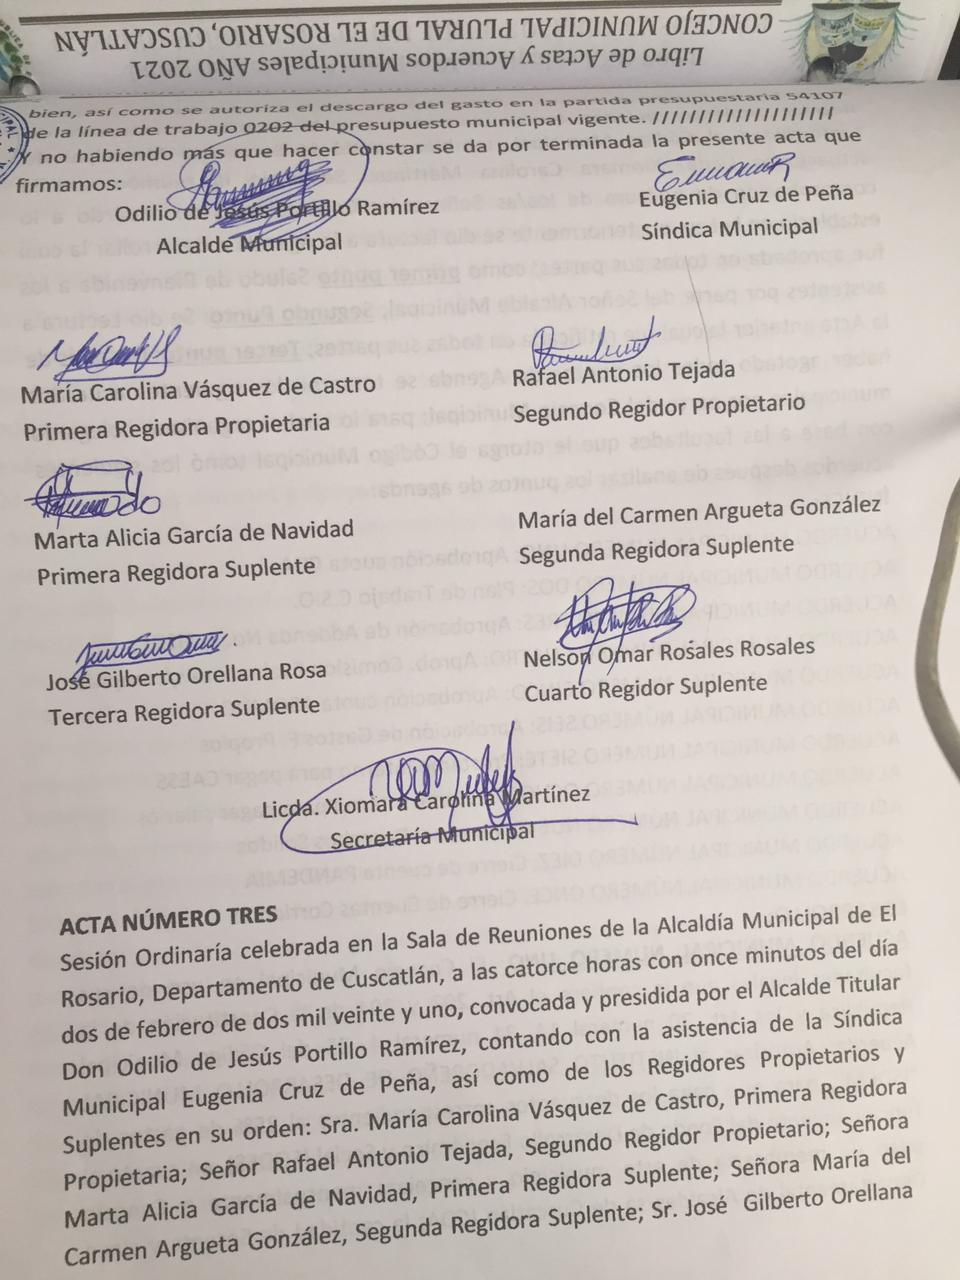 CONCEJO MUNICIPAL PLURAL DE EL ROSARIO, CUSCATLÁN
Libro de Actas y Acuerdos Municipales AÑO 2021
bien, así como se autoriza el descargo del gasto en la partida presupuestaria 54107
de la línea de trabajo 0202 del presupuesto municipal vigente. ////////////////////
Y no habiendo más que hacer constar se da por terminada la presente acta que
firmamos:
Odilio de Jesús Portillo Ramírez
Alcalde Municipal
Eugenia Cruz de Peña
Síndica Municipal
María Carolina Vásquez de Castro
Primera Regidora Propietaria
Rafael Antonio Tejada
Segundo Regidor Propietario
Marta Alicia García de Navidad
Primera Regidora Suplente
María del Carmen Argueta González
Segunda Regidora Suplente
José Gilberto Orellana Rosa
Tercera Regidora Suplente
Nelson Omar Rosales Rosales
Cuarto Regidor Suplente
Licda. Xiomara Carolina Martínez
Secretaría Municipal
ACTA NÚMERO TRES
Sesión Ordinaría celebrada en la Sala de Reuniones de la Alcaldía Municipal de El
Rosario, Departamento de Cuscatlán, a las catorce horas con once minutos del día
dos de febrero de dos mil veinte y uno, convocada y presidida por el Alcalde Titular
Don Odilio de Jesús Portillo Ramírez, contando con la asistencia de la Síndica
Municipal Eugenia Cruz de Peña, así como de los Regidores Propietarios y
Suplentes en su orden: Sra. María Carolina Vásquez de Castro, Primera Regidora
Propietaria; Señor Rafael Antonio Tejada, Segundo Regidor Propietario; Señora
Marta Alicia García de Navidad, Primera Regidora Suplente; Señora María del
Carmen Argueta González, Segunda Regidora Suplente; Sr. José Gilberto Orellana